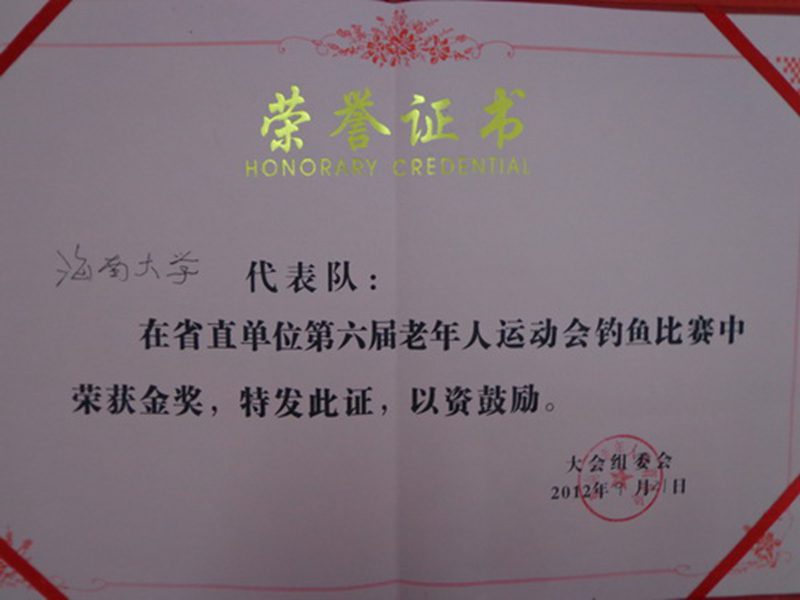 荣誉证书
HONORARY CREDENTIAL
海南大学 代表队：
在省直单位第六届老年人运动会钓鱼比赛中
荣获金奖，特发此证，以资鼓励。
大会组委会
2012年 月21日